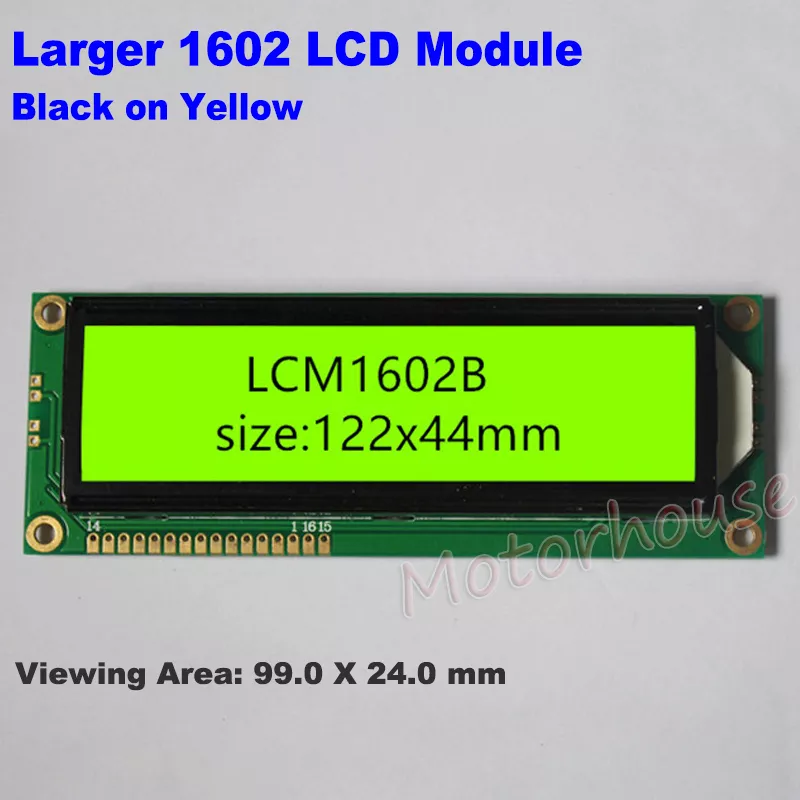 Larger 1602 LCD Module
Black on Yellow
LCM1602B
size:122x44mm
14
1 16 15
Motorhouse
Viewing Area: 99.0 X 24.0 mm